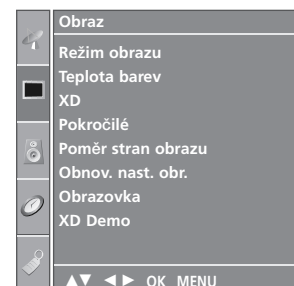 Obraz
Režim obrazu
Teplota barev
XD
Pokročilé
Poměr stran obrazu
Obnov. nast. obr.
Obrazovka
XD Demo
▲▼ ◄► OK MENU